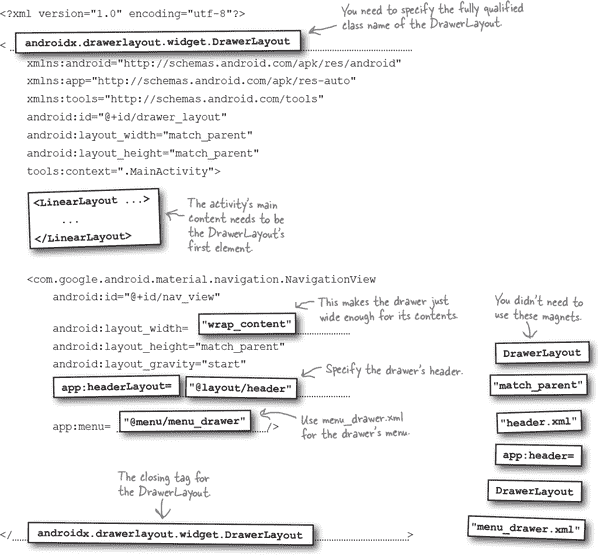 <?xml version="1.0" encoding="utf-8"?>
You need to specify the fully qualified
class name of the DrawerLayout.
< androidx.drawerlayout.widget.DrawerLayout
xmlns:android="http://schemas.android.com/apk/res/android"
xmlns:app="http://schemas.android.com/apk/res-auto"
xmlns:tools="http://schemas.android.com/tools"
android:id="@+id/drawer_layout"
android:layout_width="match_parent"
android:layout_height="match_parent"
tools:context=".MainActivity">
<LinearLayout ...>
...
</LinearLayout>
The activity's main
content needs to be
the DrawerLayout's
first element.
<com.google.android.material.navigation.NavigationView
android:id="@+id/nav_view"
android:layout_width= "wrap_content"
This makes the drawer just
wide enough for its contents.
android:layout_height="match_parent"
android:layout_gravity="start"
app:headerLayout= "@layout/header"
Specify the drawer's header.
app:menu= "@menu/menu_drawer" />
Use menu_drawer.xml
for the drawer's menu.
You didn't need to
use these magnets.
DrawerLayout
"match_parent"
"header.xml"
app:header=
DrawerLayout
"menu_drawer.xml"
The closing tag for
the DrawerLayout.
</ androidx.drawerlayout.widget.DrawerLayout >